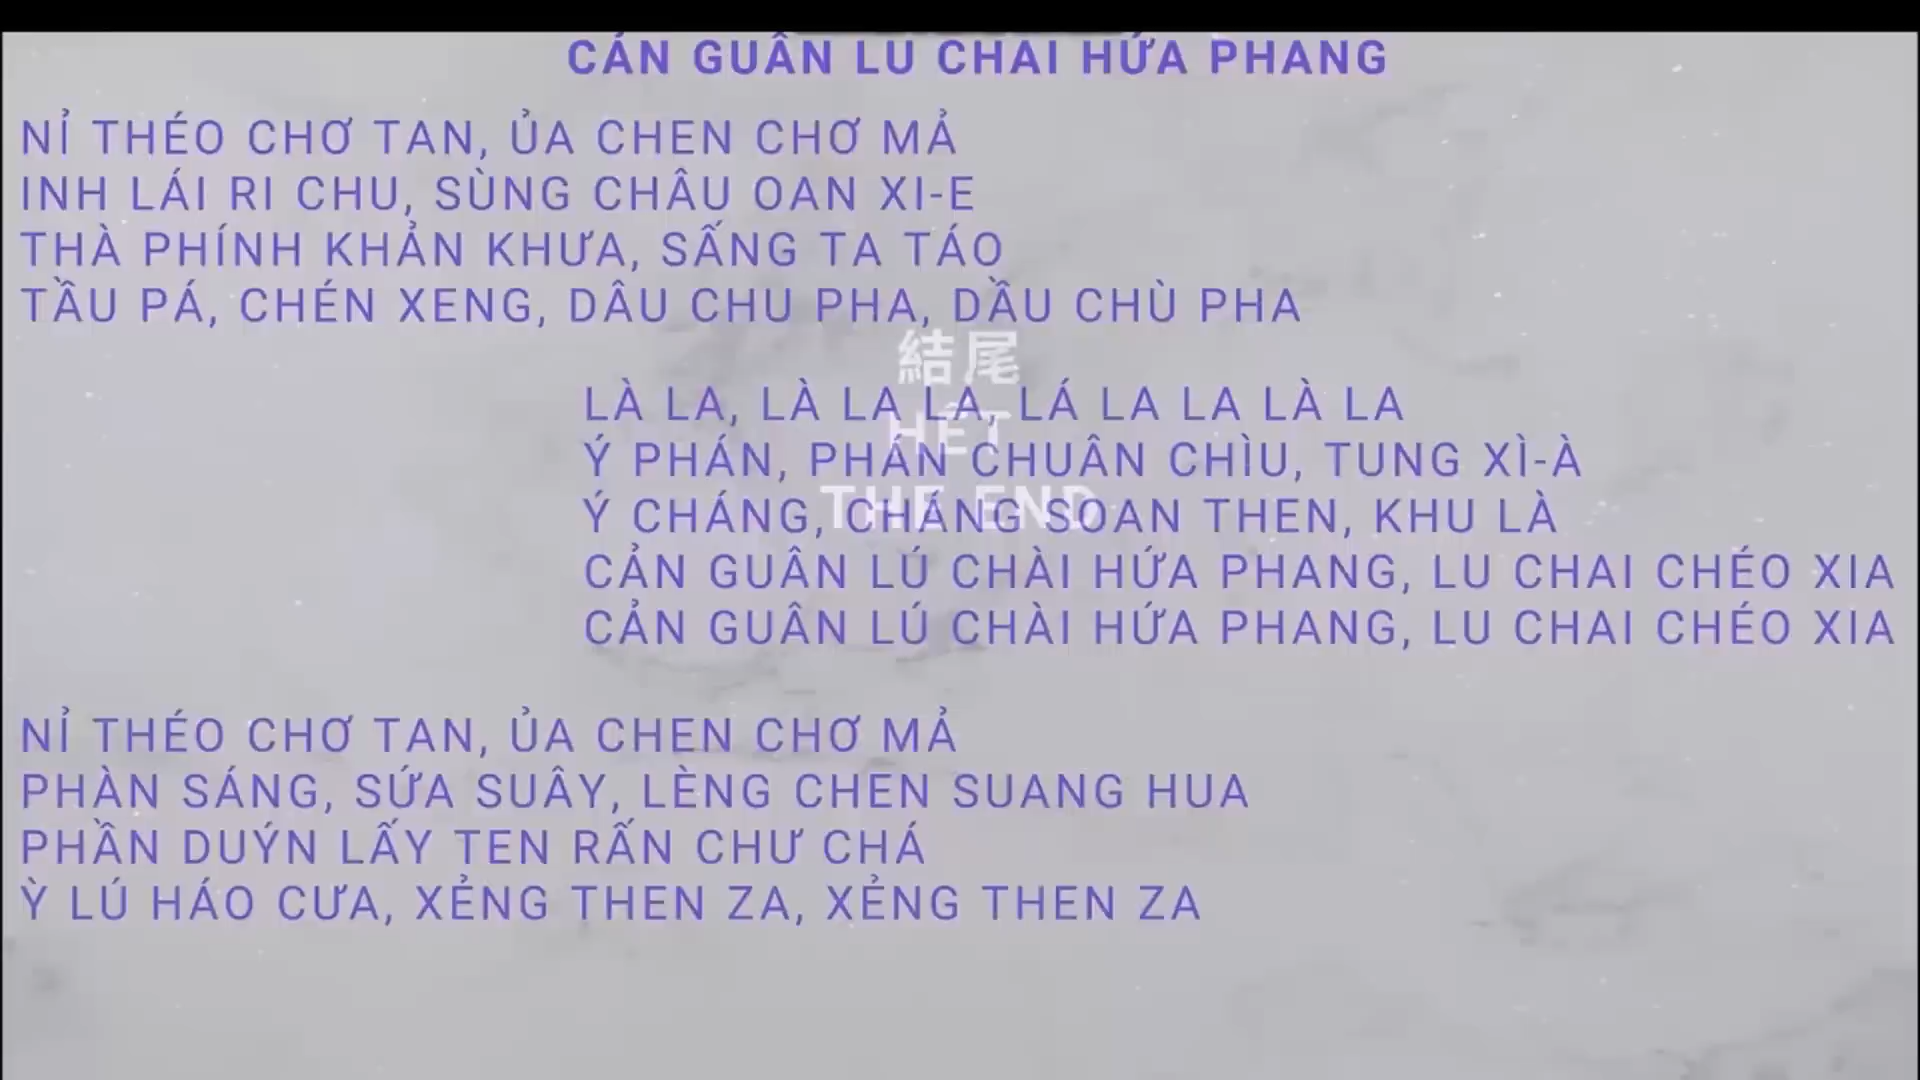 CẢN GUÂN LU CHAI HỨA PHANG
NỈ THÉO CHƠ TAN, ỦA CHEN CHƠ MẢ
INH LÁI RI CHU, SÙNG CHÂU OAN XI-E
THÀ PHÍNH KHẢN KHƯA, SẤNG TA TÁO
TẦU PÁ, CHÉN XENG, DÂU CHU PHA, DẦU CHÙ PHA
結尾
HẾT
THE END
LÀ LA, LÀ LA LA, LÁ LA LA LÀ LA
Ý PHÁN, PHÁN CHUÂN CHÌU, TUNG XÌ-À
Ý CHÁNG, CHÁNG SOAN THEN, KHU LÀ
CẢN GUÂN LÚ CHÀI HỨA PHANG, LU CHAI CHÉO XIA
CẢN GUÂN LÚ CHÀI HỨA PHANG, LU CHAI CHÉO XIA
NỈ THÉO CHƠ TAN, ỦA CHEN CHƠ MẢ
PHÀN SÁNG, SỨA SUÂY, LÈNG CHEN SUANG HUA
PHẦN DUÝN LẤY TEN RẤN CHƯ CHÁ
Ỳ LÚ HÁO CƯA, XẺNG THEN ZA, XẺNG THEN ZA